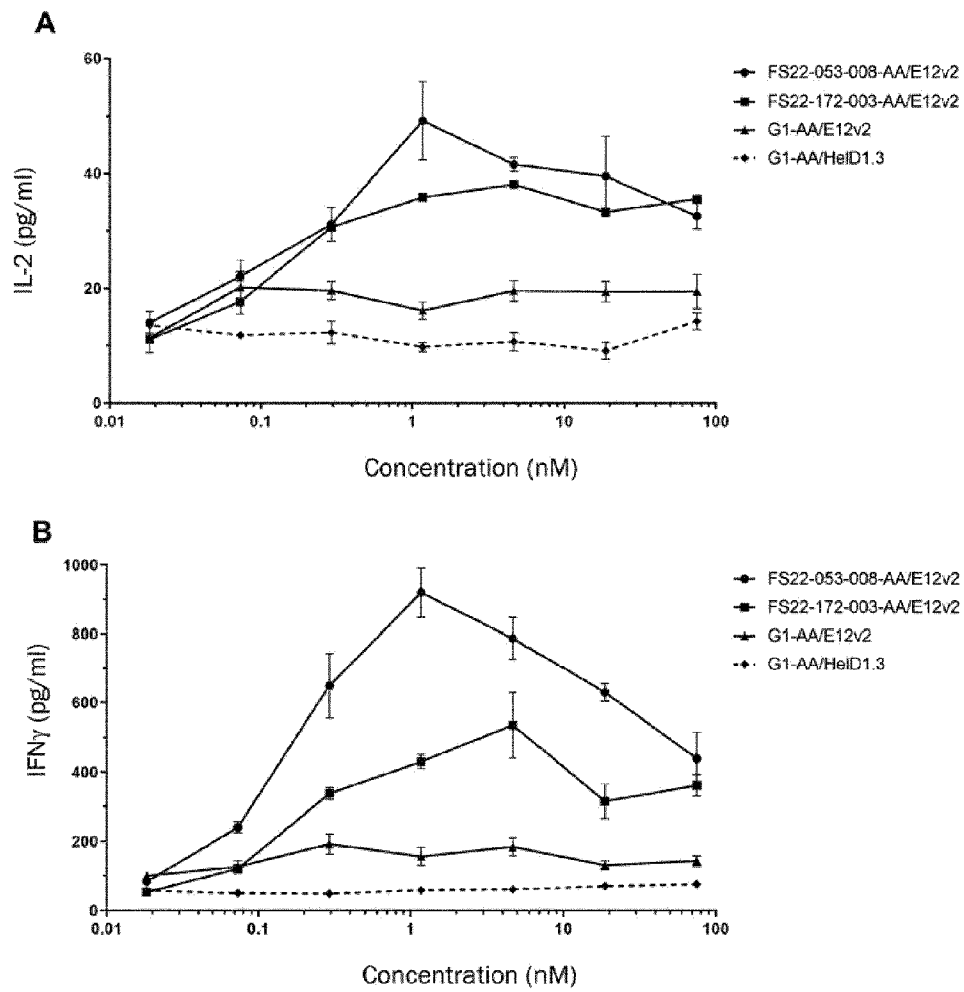 A
60
40
20
0
IL-2 (pg/ml)
0.01 0.1 1 10 100
Concentration (nM)
FS22-053-008-AA/E12v2
FS22-172-003-AA/E12v2
G1-AA/E12v2
G1-AA/HelD1.3
B
1000
800
600
400
200
0
IFNγ (pg/ml)
0.01 0.1 1 10 100
Concentration (nM)
FS22-053-008-AA/E12v2
FS22-172-003-AA/E12v2
G1-AA/E12v2
G1-AA/HelD1.3